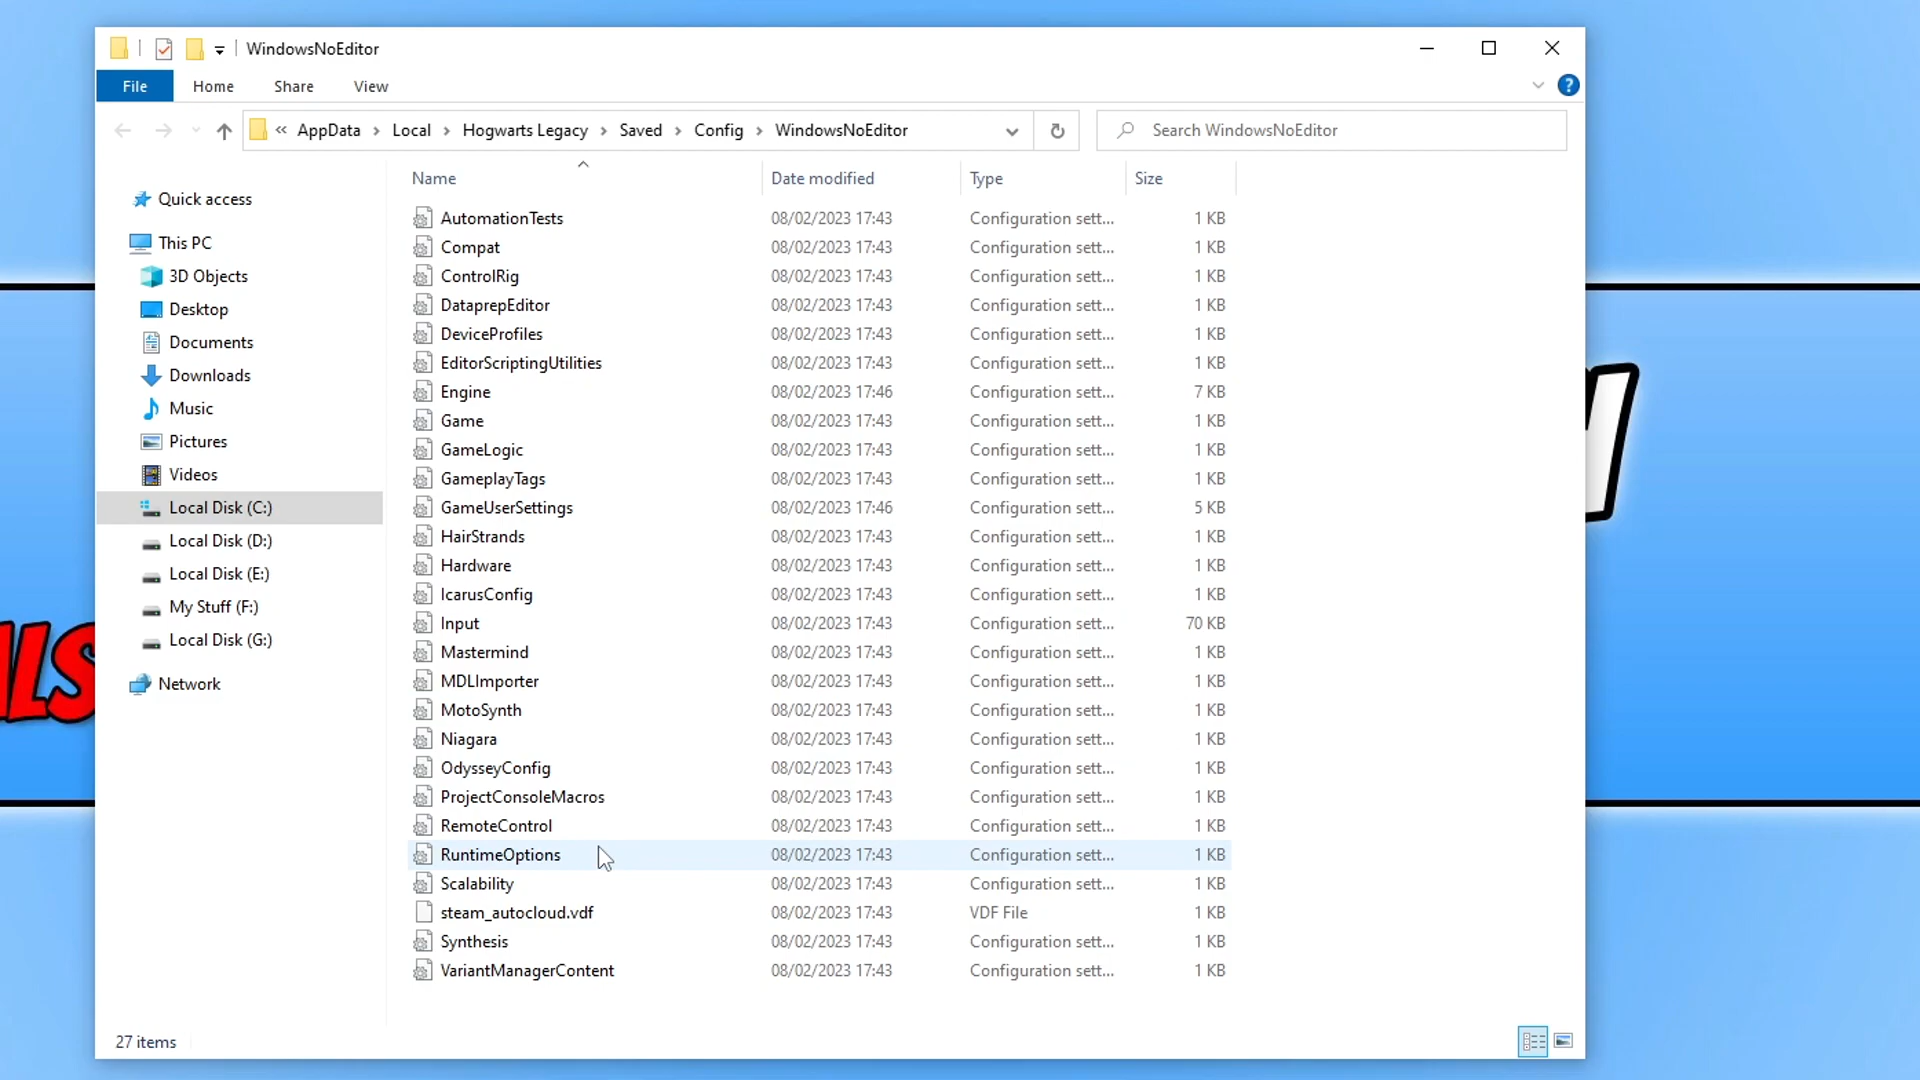 WindowsNoEditor
File Home Share View
« AppData > Local > Hogwarts Legacy > Saved > Config > WindowsNoEditor
Search WindowsNoEditor
Quick access
This PC
3D Objects
Desktop
Documents
Downloads
Music
Pictures
Videos
Local Disk (C:)
Local Disk (D:)
Local Disk (E:)
My Stuff (F:)
Local Disk (G:)
Network
Name Date modified Type Size
AutomationTests 08/02/2023 17:43 Configuration sett... 1 KB
Compat 08/02/2023 17:43 Configuration sett... 1 KB
ControlRig 08/02/2023 17:43 Configuration sett... 1 KB
DataprepEditor 08/02/2023 17:43 Configuration sett... 1 KB
DeviceProfiles 08/02/2023 17:43 Configuration sett... 1 KB
EditorScriptingUtilities 08/02/2023 17:43 Configuration sett... 1 KB
Engine 08/02/2023 17:46 Configuration sett... 7 KB
Game 08/02/2023 17:43 Configuration sett... 1 KB
GameLogic 08/02/2023 17:43 Configuration sett... 1 KB
GameplayTags 08/02/2023 17:43 Configuration sett... 1 KB
GameUserSettings 08/02/2023 17:46 Configuration sett... 5 KB
HairStrands 08/02/2023 17:43 Configuration sett... 1 KB
Hardware 08/02/2023 17:43 Configuration sett... 1 KB
IcarusConfig 08/02/2023 17:43 Configuration sett... 1 KB
Input 08/02/2023 17:43 Configuration sett... 70 KB
Mastermind 08/02/2023 17:43 Configuration sett... 1 KB
MDLImporter 08/02/2023 17:43 Configuration sett... 1 KB
MotoSynth 08/02/2023 17:43 Configuration sett... 1 KB
Niagara 08/02/2023 17:43 Configuration sett... 1 KB
OdysseyConfig 08/02/2023 17:43 Configuration sett... 1 KB
ProjectConsoleMacros 08/02/2023 17:43 Configuration sett... 1 KB
RemoteControl 08/02/2023 17:43 Configuration sett... 1 KB
RuntimeOptions 08/02/2023 17:43 Configuration sett... 1 KB
Scalability 08/02/2023 17:43 Configuration sett... 1 KB
steam_autocloud.vdf 08/02/2023 17:43 VDF File 1 KB
Synthesis 08/02/2023 17:43 Configuration sett... 1 KB
VariantManagerContent 08/02/2023 17:43 Configuration sett... 1 KB
27 items